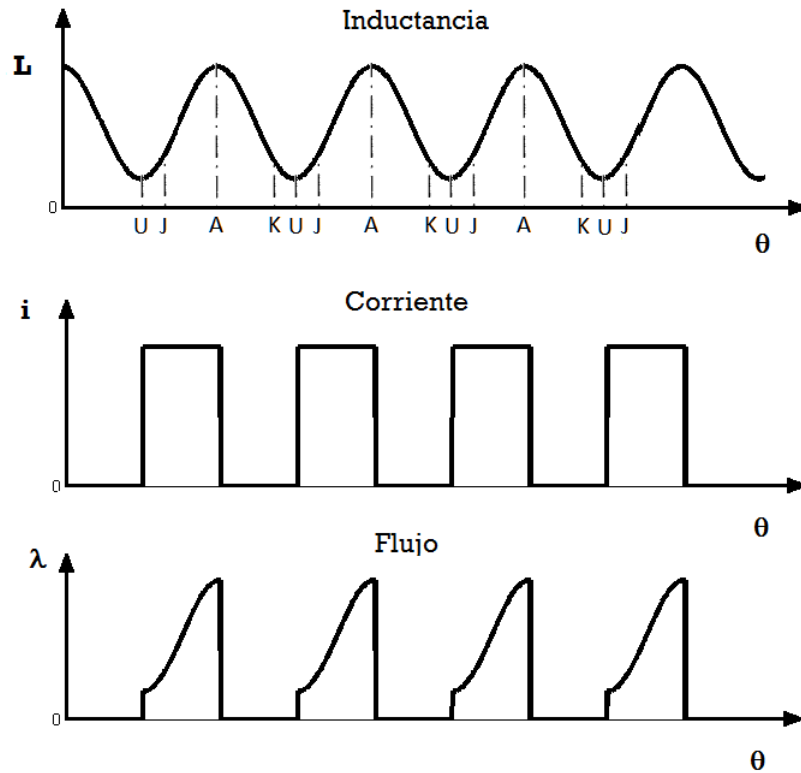 Inductancia
L
0
U J A K U J A K U J A K U J
θ
i
Corriente
0
θ
λ
Flujo
0
θ